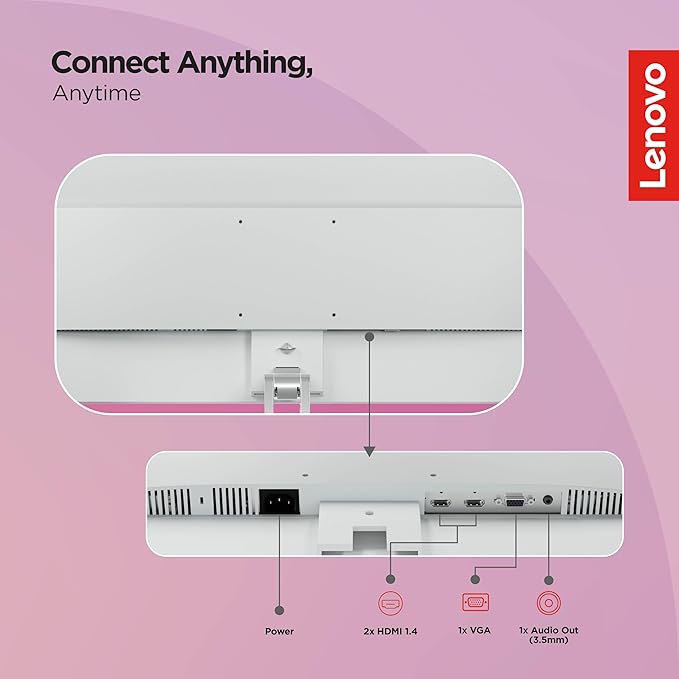 Connect Anything,
Anytime
Lenovo
Power
2x HDMI 1.4
1x VGA
1x Audio Out
(3.5mm)